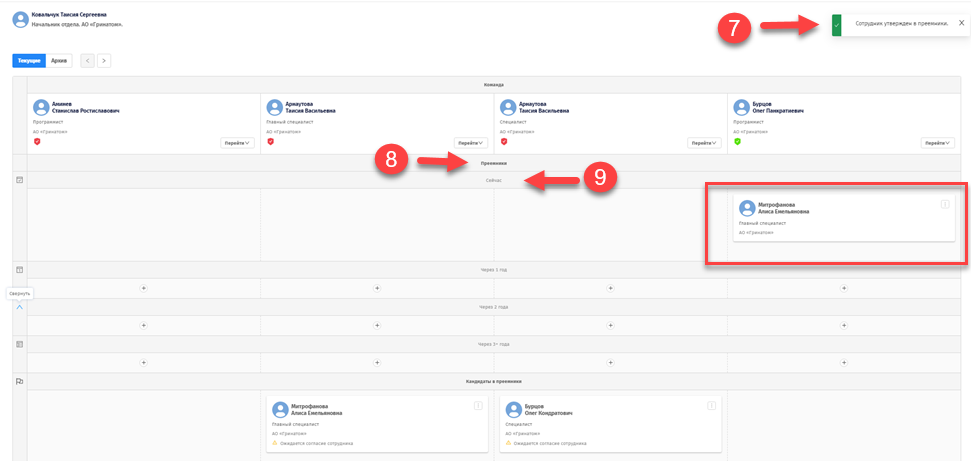 Ковальчук Таисия Сергеевна
Начальник отдела. АО «Гринатом».
7
Сотрудник утвержден в преемники.
Текущие Архив
Команда
Аминев
Станислав Ростиславович
Программист
АО «Гринатом»
Перейти
Арнаутова
Таисия Васильевна
Главный специалист
АО «Гринатом»
Перейти
Арнаутова
Таисия Васильевна
Специалист
АО «Гринатом»
Перейти
Бурцов
Олег Панкратиевич
Программист
АО «Гринатом»
Перейти
8
Преемники
Сейчас
9
Митрофанова
Алиса Емельяновна
Главный специалист
АО «Гринатом»
Через 1 год
Свернуть
Через 2 года
Через 3+ года
Кандидаты в преемники
Митрофанова
Алиса Емельяновна
Главный специалист
АО «Гринатом»
Ожидается согласие сотрудника
Бурцов
Олег Кондратович
Специалист
АО «Гринатом»
Ожидается согласие сотрудника